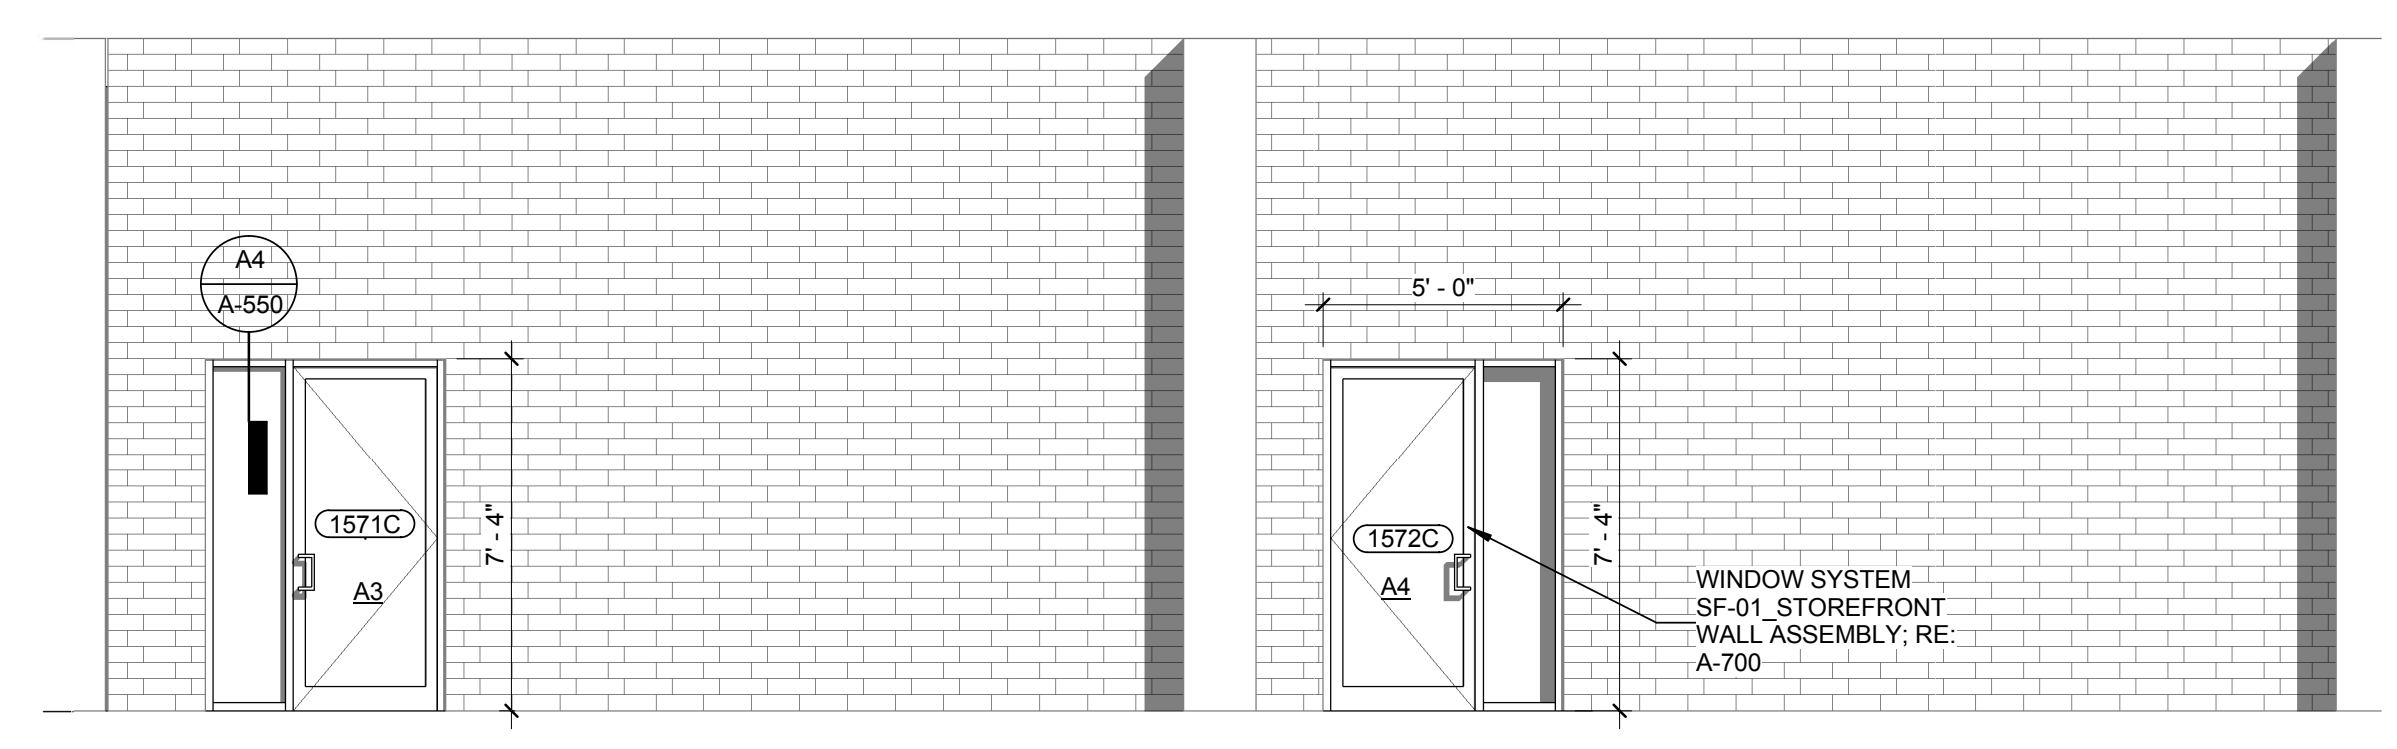 A4
A-550
1571C
A3
7' - 4"
5' - 0"
1572C
A4
7' - 4"
WINDOW SYSTEM
SF-01_STOREFRONT
WALL ASSEMBLY; RE:
A-700